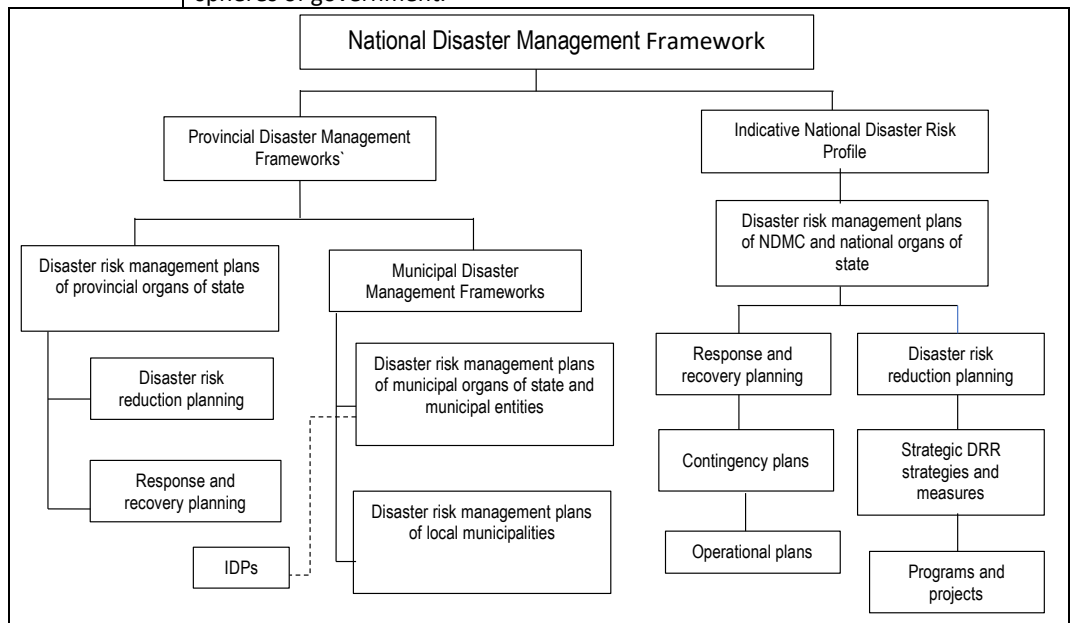 spheres of government.
National Disaster Management Framework
Provincial Disaster Management
Frameworks`
Indicative National Disaster Risk
Profile
Disaster risk management plans
of NDMC and national organs of
state
Disaster risk management plans
of provincial organs of state
Municipal Disaster
Management Frameworks
Response and
recovery planning
Disaster risk
reduction planning
Disaster risk
reduction planning
Disaster risk management plans
of municipal organs of state and
municipal entities
Contingency plans
Strategic DRR
strategies and
measures
Response and
recovery planning
Disaster risk management plans
of local municipalities
Operational plans
IDPs
Programs and
projects